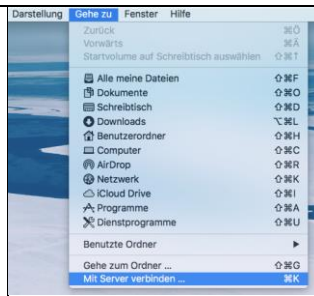 Darstellung Gehe zu Fenster Hilfe
Zurück ⌘Ö
Vorwärts ⌘Ä
Startvolume auf Schreibtisch auswählen ⇧⌘↑
Alle meine Dateien ⇧⌘F
Dokumente ⇧⌘O
Schreibtisch ⇧⌘D
Downloads ⌥⌘L
Benutzerordner ⇧⌘H
Computer ⇧⌘C
AirDrop ⇧⌘R
Netzwerk ⇧⌘K
iCloud Drive ⇧⌘I
Programme ⇧⌘A
Dienstprogramme ⇧⌘U
Benutzte Ordner ▶
Gehe zum Ordner ... ⇧⌘G
Mit Server verbinden ... ⌘K